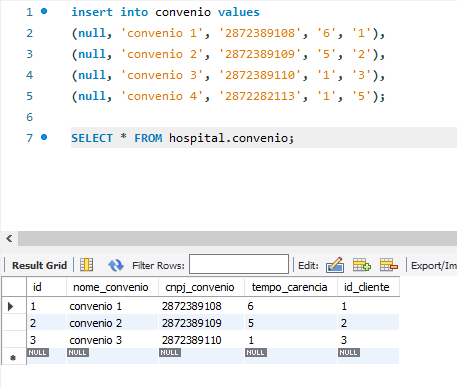 1 insert into convenio values
2 (null, 'convenio 1', '2872389108', '6', '1'),
3 (null, 'convenio 2', '2872389109', '5', '2'),
4 (null, 'convenio 3', '2872389110', '1', '3'),
5 (null, 'convenio 4', '2872282113', '1', '5');
6
7 SELECT * FROM hospital.convenio;
Result Grid Filter Rows: Edit: Export/Im
id nome_convenio cnpj_convenio tempo_carencia id_cliente
1 convenio 1 2872389108 6 1
2 convenio 2 2872389109 5 2
3 convenio 3 2872389110 1 3
NULL NULL NULL NULL NULL